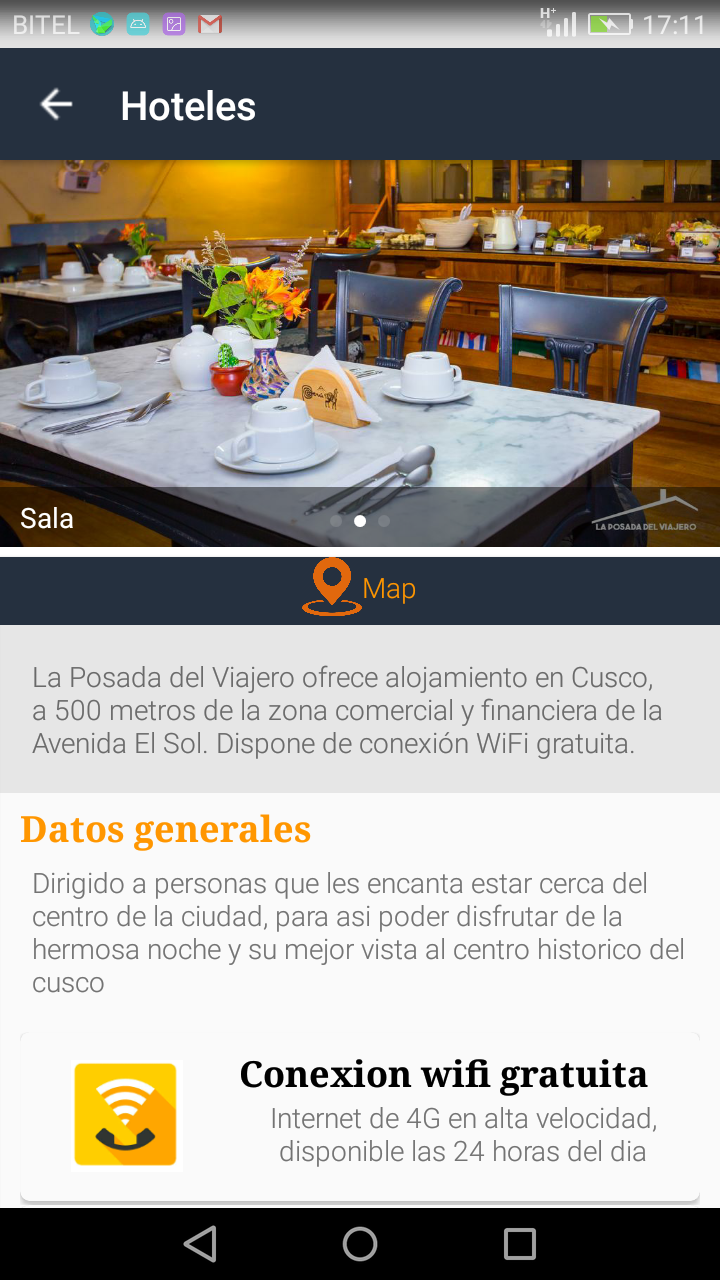 BITEL
H+
17:11
Hoteles
Perú
Sala
LA POSADA DEL VIAJERO
Map
La Posada del Viajero ofrece alojamiento en Cusco,
a 500 metros de la zona comercial y financiera de la
Avenida El Sol. Dispone de conexión WiFi gratuita.
Datos generales
Dirigido a personas que les encanta estar cerca del
centro de la ciudad, para asi poder disfrutar de la
hermosa noche y su mejor vista al centro historico del
cusco
Conexion wifi gratuita
Internet de 4G en alta velocidad,
disponible las 24 horas del dia